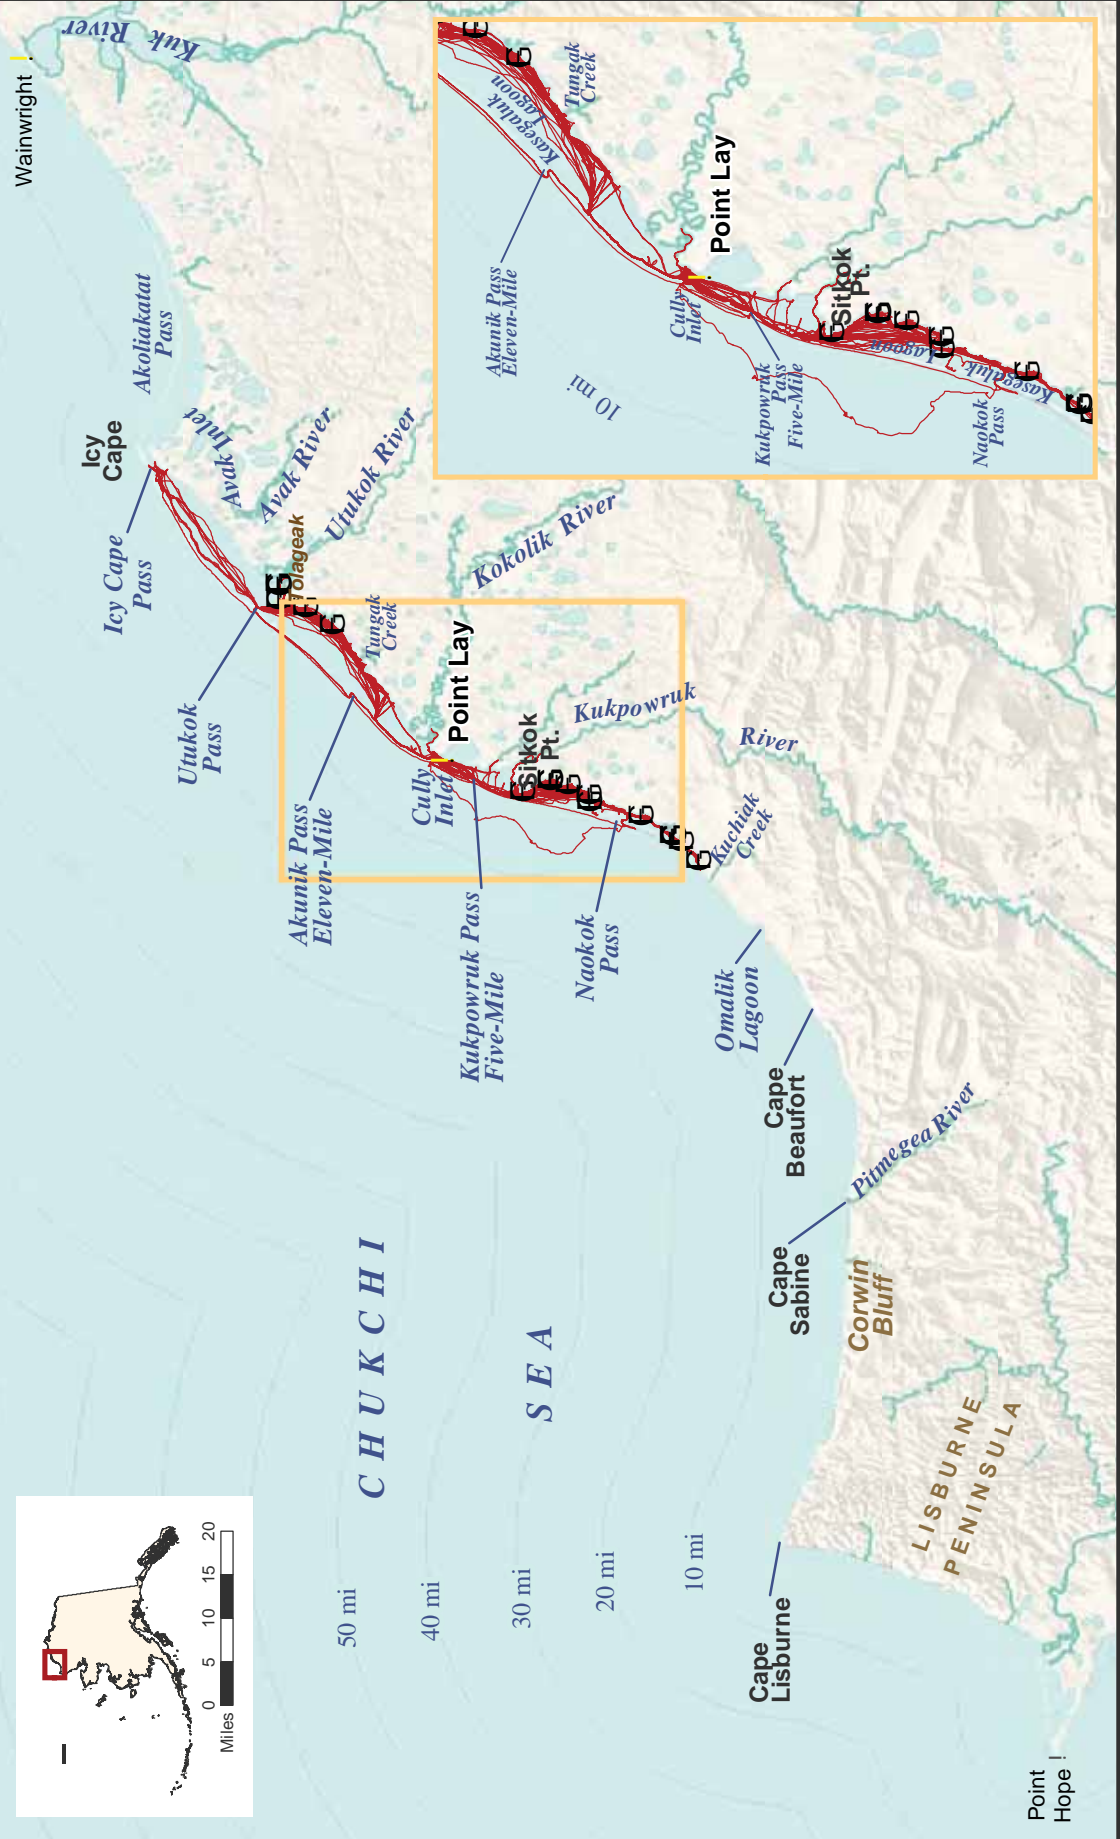 Wainwright !
Kuk River
Akoliakatat
Pass
Icy
Cape
Icy Cape
Pass
Avak Inlet
Avak River
Utukok River
Tolageak
Utukok
Pass
Tungak
Creek
Kokolik River
Point Lay
Akunik Pass
Eleven-Mile
Cully
Inlet
Sitkok
Pt.
Kukpowruk
River
Kukpowruk Pass
Five-Mile
Naokok
Pass
Kuchiak
Creek
Omalik
Lagoon
Cape
Beaufort
Pitmegea River
Cape
Sabine
Corwin
Bluff
CHUKCHI
SEA
LISBURNE
PENINSULA
Cape
Lisburne
Point
Hope !
50 mi
40 mi
30 mi
20 mi
10 mi
Kasegaluk
Lagoon
Tungak
Creek
Akunik Pass
Eleven-Mile
10 mi
Cully
Inlet
Point Lay
Kukpowruk
Pass
Five-Mile
Sitkok
Pt.
Kasegaluk
Lagoon
Naokok
Pass
0 5 10 15 20
Miles